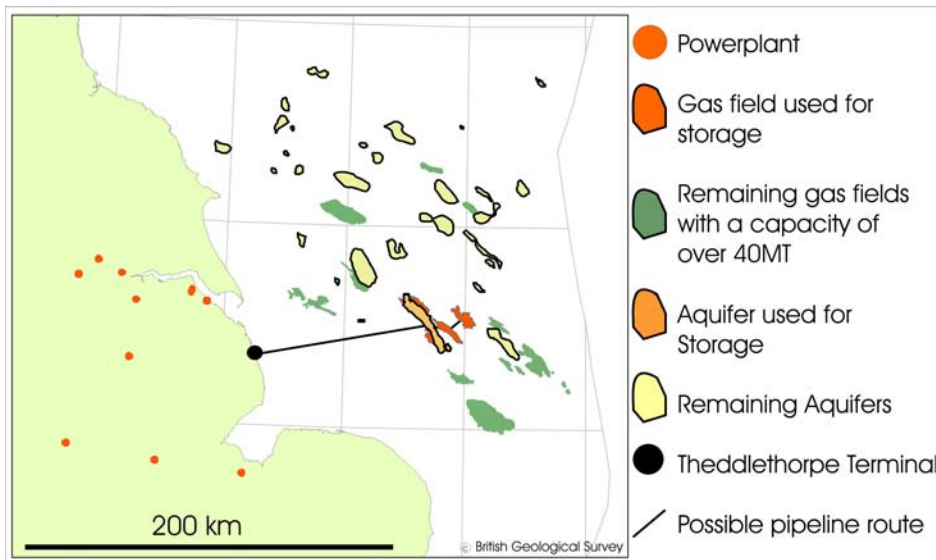 Powerplant
Gas field used for
storage
Remaining gas fields
with a capacity of
over 40MT
Aquifer used for
Storage
Remaining Aquifers
Theddlethorpe Terminal
Possible pipeline route
200 km
© British Geological Survey